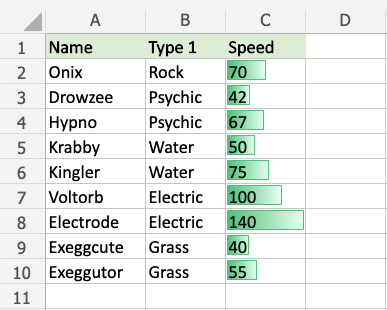 A B C D
1 Name Type 1 Speed
2 Onix Rock 70
3 Drowzee Psychic 42
4 Hypno Psychic 67
5 Krabby Water 50
6 Kingler Water 75
7 Voltorb Electric 100
8 Electrode Electric 140
9 Exeggcute Grass 40
10 Exeggutor Grass 55
11